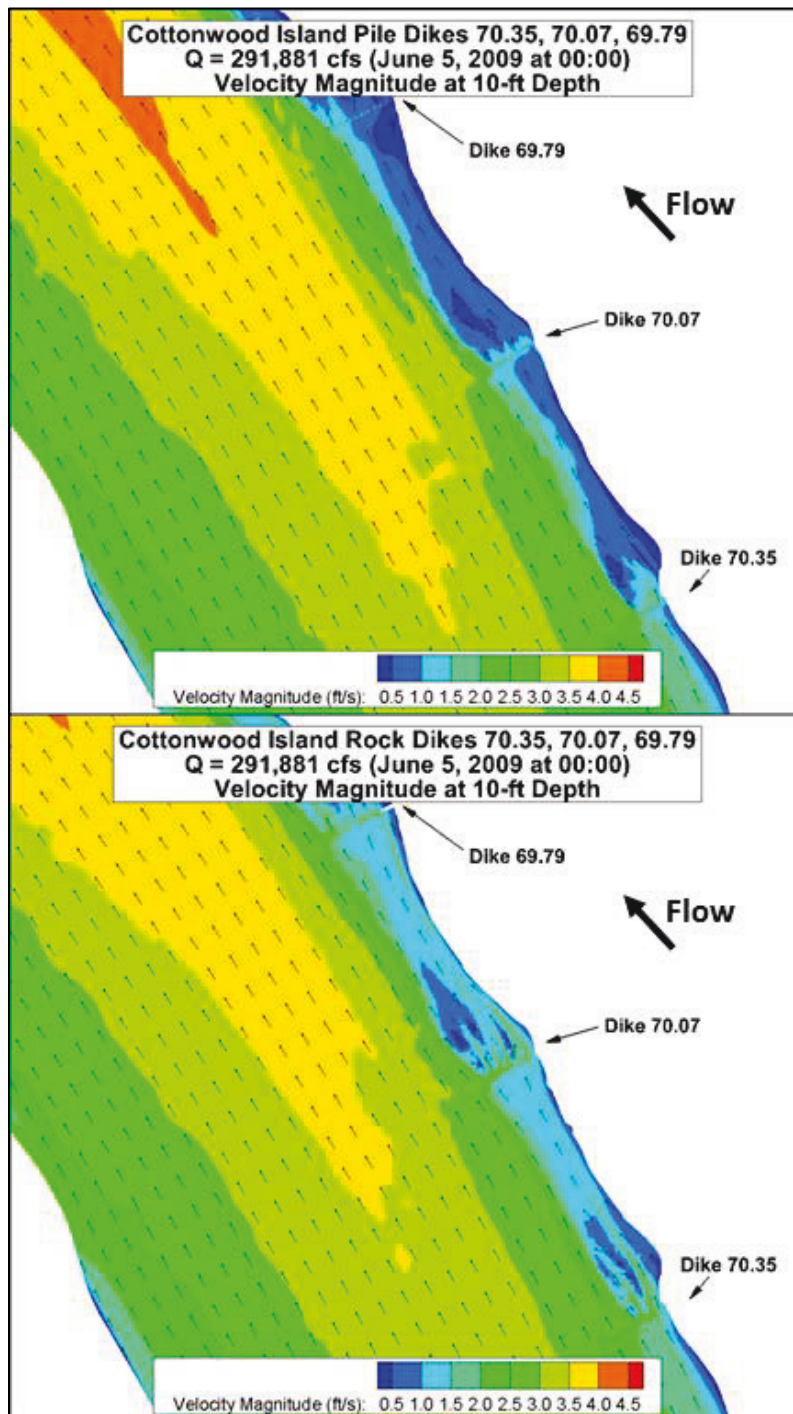 Cottonwood Island Pile Dikes 70.35, 70.07, 69.79
Q = 291,881 cfs (June 5, 2009 at 00:00)
Velocity Magnitude at 10-ft Depth
Dike 69.79
Flow
Dike 70.07
Dike 70.35
Velocity Magnitude (ft/s): 0.5 1.0 1.5 2.0 2.5 3.0 3.5 4.0 4.5
Cottonwood Island Rock Dikes 70.35, 70.07, 69.79
Q = 291,881 cfs (June 5, 2009 at 00:00)
Velocity Magnitude at 10-ft Depth
Dike 69.79
Flow
Dike 70.07
Dike 70.35
Velocity Magnitude (ft/s): 0.5 1.0 1.5 2.0 2.5 3.0 3.5 4.0 4.5